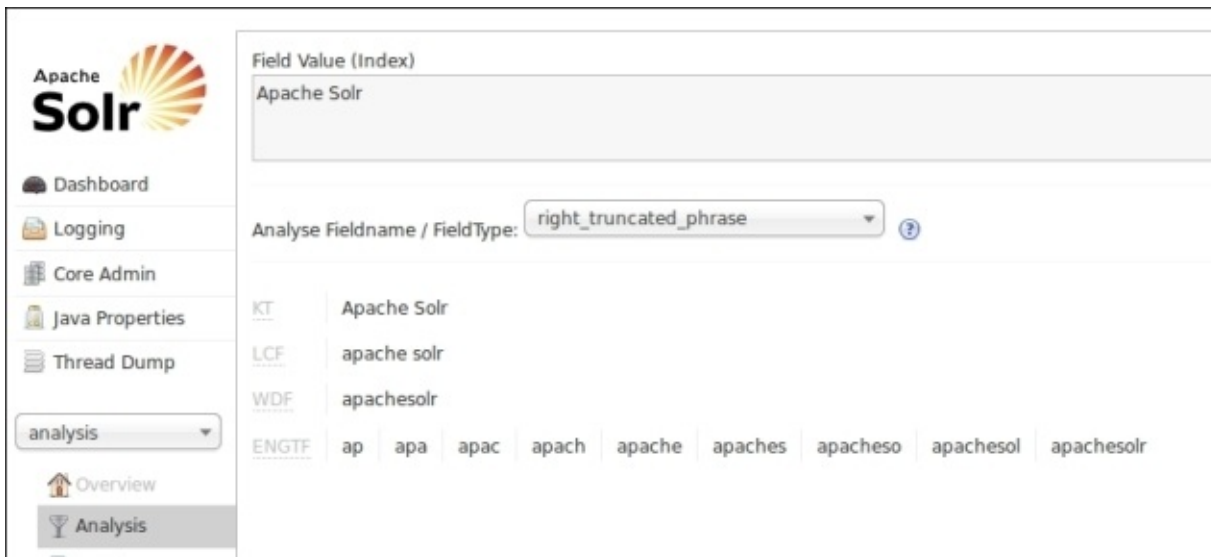 Apache
Solr
Dashboard
Logging
Core Admin
Java Properties
Thread Dump
analysis
Overview
Analysis
Field Value (Index)
Apache Solr
Analyse Fieldname / FieldType: right_truncated_phrase ?
KT Apache Solr
LCF apache solr
WDF apachesolr
ENGTF ap apa apac apach apache apaches apacheso apachesol apachesolr